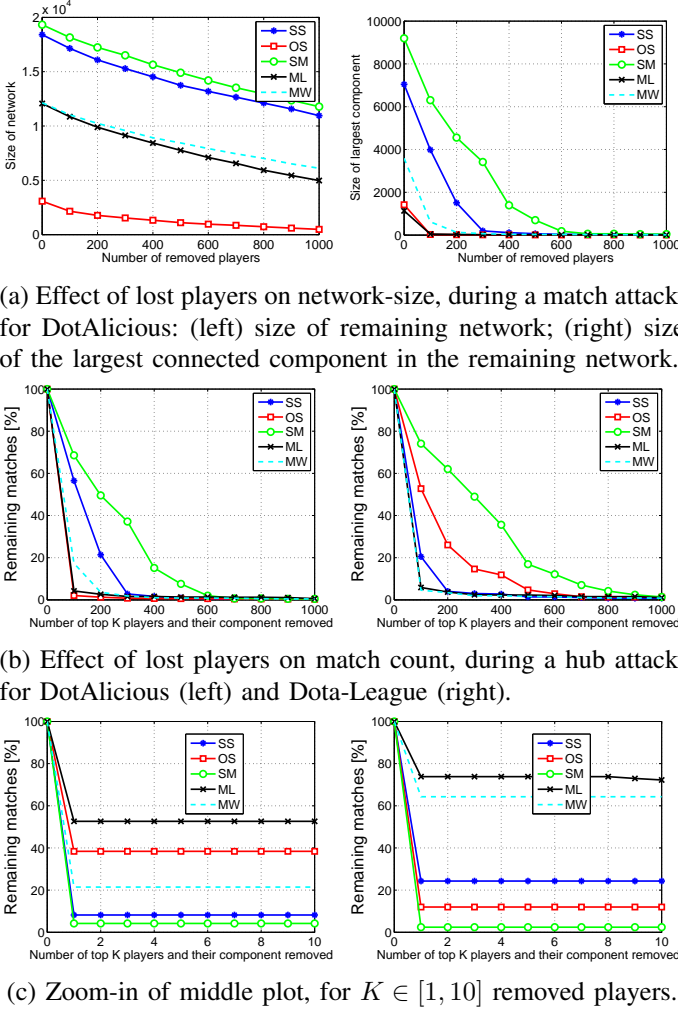 2 x 10^4
1.5
1
0.5
0
Size of network
0 200 400 600 800 1000
Number of removed players
SS
OS
SM
ML
MW
10000
8000
6000
4000
2000
0
Size of largest component
0 200 400 600 800 1000
Number of removed players
SS
OS
SM
ML
MW
(a) Effect of lost players on network-size, during a match attack
for DotAlicious: (left) size of remaining network; (right) size
of the largest connected component in the remaining network.
100
80
60
40
20
0
Remaining matches [%]
0 200 400 600 800 1000
Number of top K players and their component removed
SS
OS
SM
ML
MW
100
80
60
40
20
0
Remaining matches [%]
0 200 400 600 800 1000
Number of top K players and their component removed
SS
OS
SM
ML
MW
(b) Effect of lost players on match count, during a hub attack
for DotAlicious (left) and Dota-League (right).
100
80
60
40
20
0
Remaining matches [%]
0 2 4 6 8 10
Number of top K players and their component removed
SS
OS
SM
ML
MW
100
80
60
40
20
0
Remaining matches [%]
0 2 4 6 8 10
Number of top K players and their component removed
SS
OS
SM
ML
MW
(c) Zoom-in of middle plot, for K ∈ [1, 10] removed players.